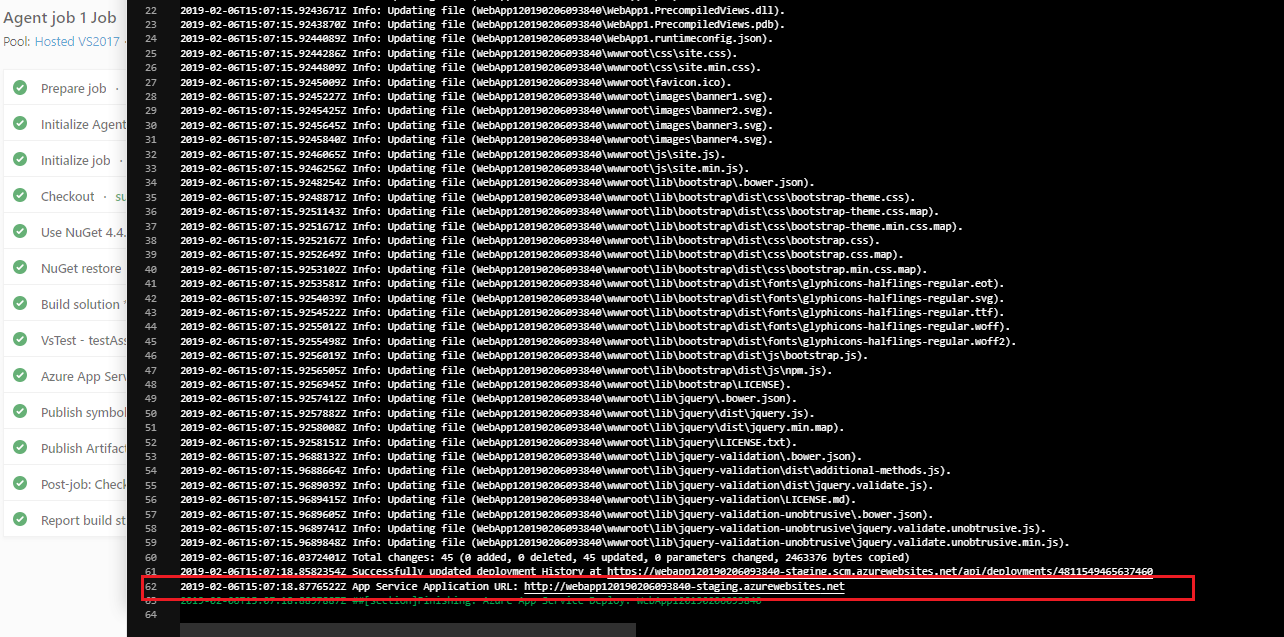 Agent job 1 Job
Pool: Hosted VS2017 ·
Prepare job ·
Initialize Agent
Initialize job ·
Checkout · su
Use NuGet 4.4.
NuGet restore
Build solution
VsTest - testAss
Azure App Serv
Publish symbol
Publish Artifact
Post-job: Check
Report build st
22 2019-02-06T15:07:15.9243671Z Info: Updating file (WebApp120190206093840\WebApp1.PrecompiledViews.dll).
23 2019-02-06T15:07:15.9243870Z Info: Updating file (WebApp120190206093840\WebApp1.PrecompiledViews.pdb).
24 2019-02-06T15:07:15.9244089Z Info: Updating file (WebApp120190206093840\WebApp1.runtimeconfig.json).
25 2019-02-06T15:07:15.9244286Z Info: Updating file (WebApp120190206093840\wwwroot\css\site.css).
26 2019-02-06T15:07:15.9244809Z Info: Updating file (WebApp120190206093840\wwwroot\css\site.min.css).
27 2019-02-06T15:07:15.9245009Z Info: Updating file (WebApp120190206093840\wwwroot\favicon.ico).
28 2019-02-06T15:07:15.9245227Z Info: Updating file (WebApp120190206093840\wwwroot\images\banner1.svg).
29 2019-02-06T15:07:15.9245425Z Info: Updating file (WebApp120190206093840\wwwroot\images\banner2.svg).
30 2019-02-06T15:07:15.9245645Z Info: Updating file (WebApp120190206093840\wwwroot\images\banner3.svg).
31 2019-02-06T15:07:15.9245840Z Info: Updating file (WebApp120190206093840\wwwroot\images\banner4.svg).
32 2019-02-06T15:07:15.9246065Z Info: Updating file (WebApp120190206093840\wwwroot\js\site.js).
33 2019-02-06T15:07:15.9246256Z Info: Updating file (WebApp120190206093840\wwwroot\js\site.min.js).
34 2019-02-06T15:07:15.9248254Z Info: Updating file (WebApp120190206093840\wwwroot\lib\bootstrap\.bower.json).
35 2019-02-06T15:07:15.9248871Z Info: Updating file (WebApp120190206093840\wwwroot\lib\bootstrap\dist\css\bootstrap-theme.css).
36 2019-02-06T15:07:15.9251143Z Info: Updating file (WebApp120190206093840\wwwroot\lib\bootstrap\dist\css\bootstrap-theme.css.map).
37 2019-02-06T15:07:15.9251671Z Info: Updating file (WebApp120190206093840\wwwroot\lib\bootstrap\dist\css\bootstrap-theme.min.css.map).
38 2019-02-06T15:07:15.9252167Z Info: Updating file (WebApp120190206093840\wwwroot\lib\bootstrap\dist\css\bootstrap.css).
39 2019-02-06T15:07:15.9252649Z Info: Updating file (WebApp120190206093840\wwwroot\lib\bootstrap\dist\css\bootstrap.css.map).
40 2019-02-06T15:07:15.9253102Z Info: Updating file (WebApp120190206093840\wwwroot\lib\bootstrap\dist\css\bootstrap.min.css.map).
41 2019-02-06T15:07:15.9253581Z Info: Updating file (WebApp120190206093840\wwwroot\lib\bootstrap\dist\fonts\glyphicons-halflings-regular.eot).
42 2019-02-06T15:07:15.9254039Z Info: Updating file (WebApp120190206093840\wwwroot\lib\bootstrap\dist\fonts\glyphicons-halflings-regular.svg).
43 2019-02-06T15:07:15.9254522Z Info: Updating file (WebApp120190206093840\wwwroot\lib\bootstrap\dist\fonts\glyphicons-halflings-regular.ttf).
44 2019-02-06T15:07:15.9255012Z Info: Updating file (WebApp120190206093840\wwwroot\lib\bootstrap\dist\fonts\glyphicons-halflings-regular.woff).
45 2019-02-06T15:07:15.9255498Z Info: Updating file (WebApp120190206093840\wwwroot\lib\bootstrap\dist\fonts\glyphicons-halflings-regular.woff2).
46 2019-02-06T15:07:15.9256019Z Info: Updating file (WebApp120190206093840\wwwroot\lib\bootstrap\dist\js\bootstrap.js).
47 2019-02-06T15:07:15.9256505Z Info: Updating file (WebApp120190206093840\wwwroot\lib\bootstrap\dist\js\npm.js).
48 2019-02-06T15:07:15.9256945Z Info: Updating file (WebApp120190206093840\wwwroot\lib\bootstrap\LICENSE).
49 2019-02-06T15:07:15.9257412Z Info: Updating file (WebApp120190206093840\wwwroot\lib\jquery\.bower.json).
50 2019-02-06T15:07:15.9257882Z Info: Updating file (WebApp120190206093840\wwwroot\lib\jquery\dist\jquery.js).
51 2019-02-06T15:07:15.9258008Z Info: Updating file (WebApp120190206093840\wwwroot\lib\jquery\dist\jquery.min.map).
52 2019-02-06T15:07:15.9258151Z Info: Updating file (WebApp120190206093840\wwwroot\lib\jquery\LICENSE.txt).
53 2019-02-06T15:07:15.9688132Z Info: Updating file (WebApp120190206093840\wwwroot\lib\jquery-validation\.bower.json).
54 2019-02-06T15:07:15.9688664Z Info: Updating file (WebApp120190206093840\wwwroot\lib\jquery-validation\dist\additional-methods.js).
55 2019-02-06T15:07:15.9689039Z Info: Updating file (WebApp120190206093840\wwwroot\lib\jquery-validation\dist\jquery.validate.js).
56 2019-02-06T15:07:15.9689415Z Info: Updating file (WebApp120190206093840\wwwroot\lib\jquery-validation\LICENSE.md).
57 2019-02-06T15:07:15.9689605Z Info: Updating file (WebApp120190206093840\wwwroot\lib\jquery-validation-unobtrusive\.bower.json).
58 2019-02-06T15:07:15.9689741Z Info: Updating file (WebApp120190206093840\wwwroot\lib\jquery-validation-unobtrusive\jquery.validate.unobtrusive.js).
59 2019-02-06T15:07:15.9689848Z Info: Updating file (WebApp120190206093840\wwwroot\lib\jquery-validation-unobtrusive\jquery.validate.unobtrusive.min.js).
60 2019-02-06T15:07:16.0372401Z Total changes: 45 (0 added, 0 deleted, 45 updated, 0 parameters changed, 2463376 bytes copied)
61 2019-02-06T15:07:18.8582354Z Successfully updated deployment History at https://webapp120190206093840-staging.scm.azurewebsites.net/api/deployments/4811549465637460
62 2019-02-06T15:07:18.8776522Z App Service Application URL: http://webapp120190206093840-staging.azurewebsites.net
63 ##[section]Finishing: Azure App Service Deploy: WebApp120190206093840
64